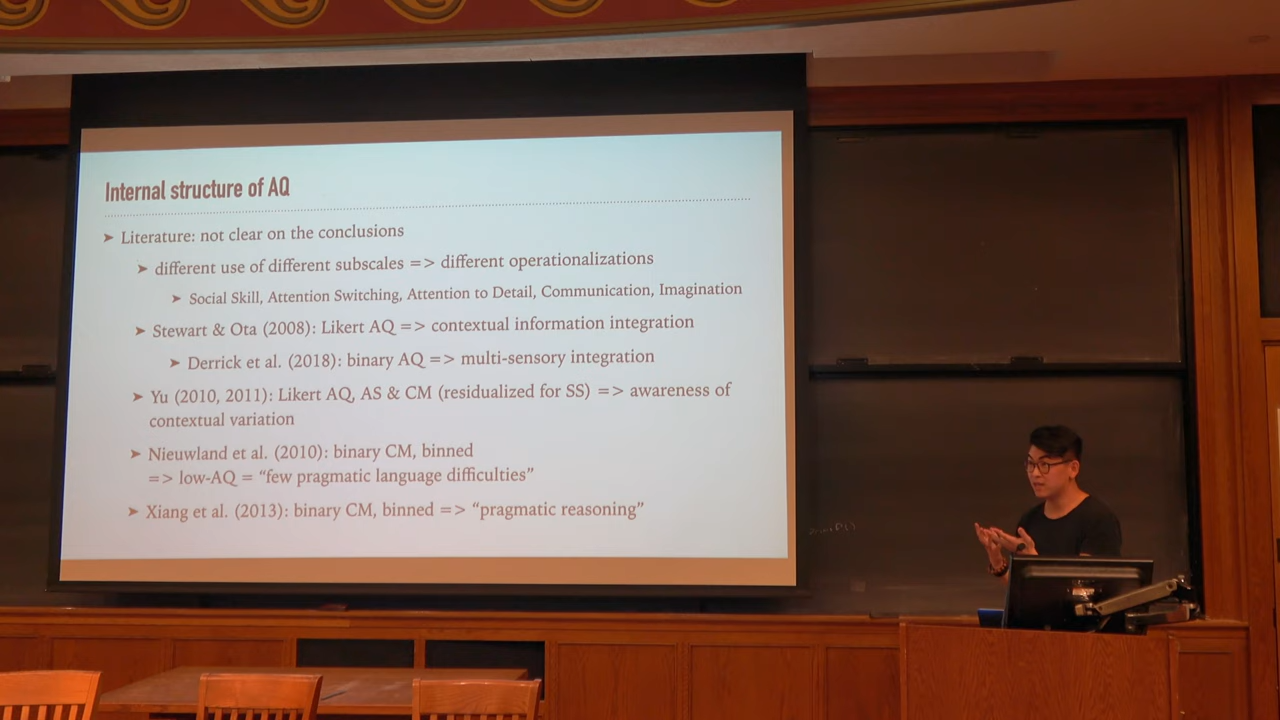 Internal structure of AQ
➤ Literature: not clear on the conclusions
➤ different use of different subscales => different operationalizations
➤ Social Skill, Attention Switching, Attention to Detail, Communication, Imagination
➤ Stewart & Ota (2008): Likert AQ => contextual information integration
➤ Derrick et al. (2018): binary AQ => multi-sensory integration
➤ Yu (2010, 2011): Likert AQ, AS & CM (residualized for SS) => awareness of
contextual variation
➤ Nieuwland et al. (2010): binary CM, binned
=> low-AQ = “few pragmatic language difficulties”
➤ Xiang et al. (2013): binary CM, binned => “pragmatic reasoning”